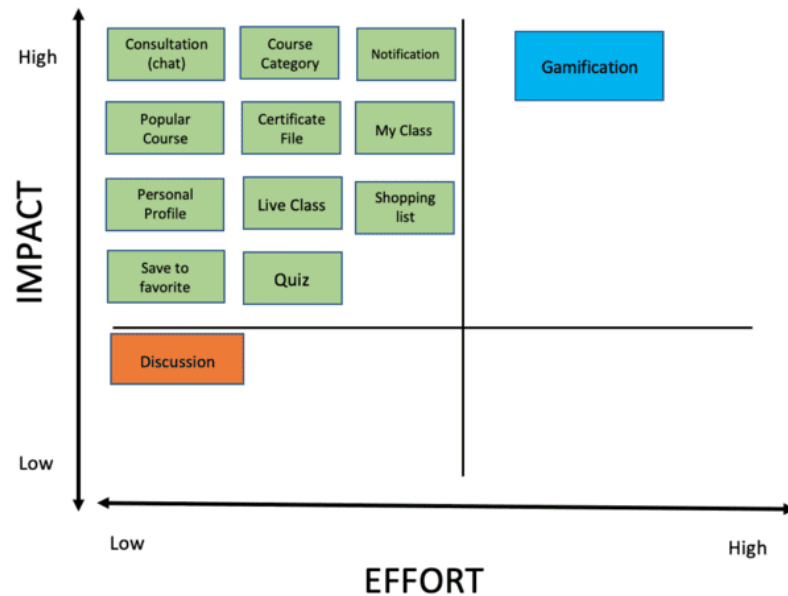 High
IMPACT
Low
Consultation
(chat)
Course
Category
Notification
Gamification
Popular
Course
Certificate
File
My Class
Personal
Profile
Live Class
Shopping
list
Save to
favorite
Quiz
Discussion
Low
High
EFFORT